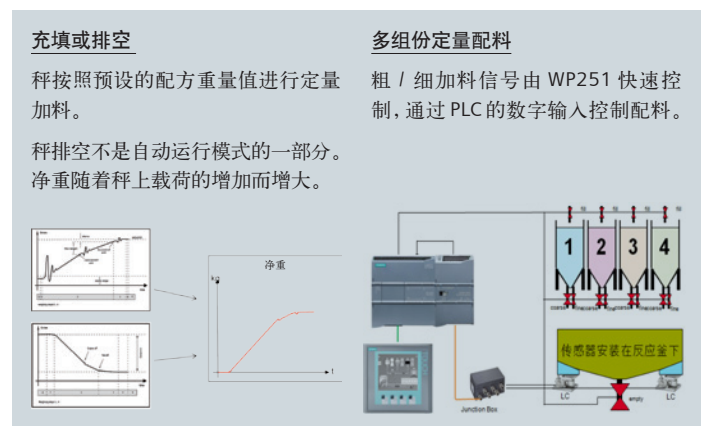 充填或排空
秤按照预设的配方重量值进行定量
加料。
秤排空不是自动运行模式的一部分。
净重随着秤上载荷的增加而增大。
净重
kg
t
多组份定量配料
粗 / 细加料信号由 WP251 快速控
制，通过 PLC 的数字输入控制配料。
1
2
3
4
传感器安装在反应釜下
LC
empty
LC
Junction Box